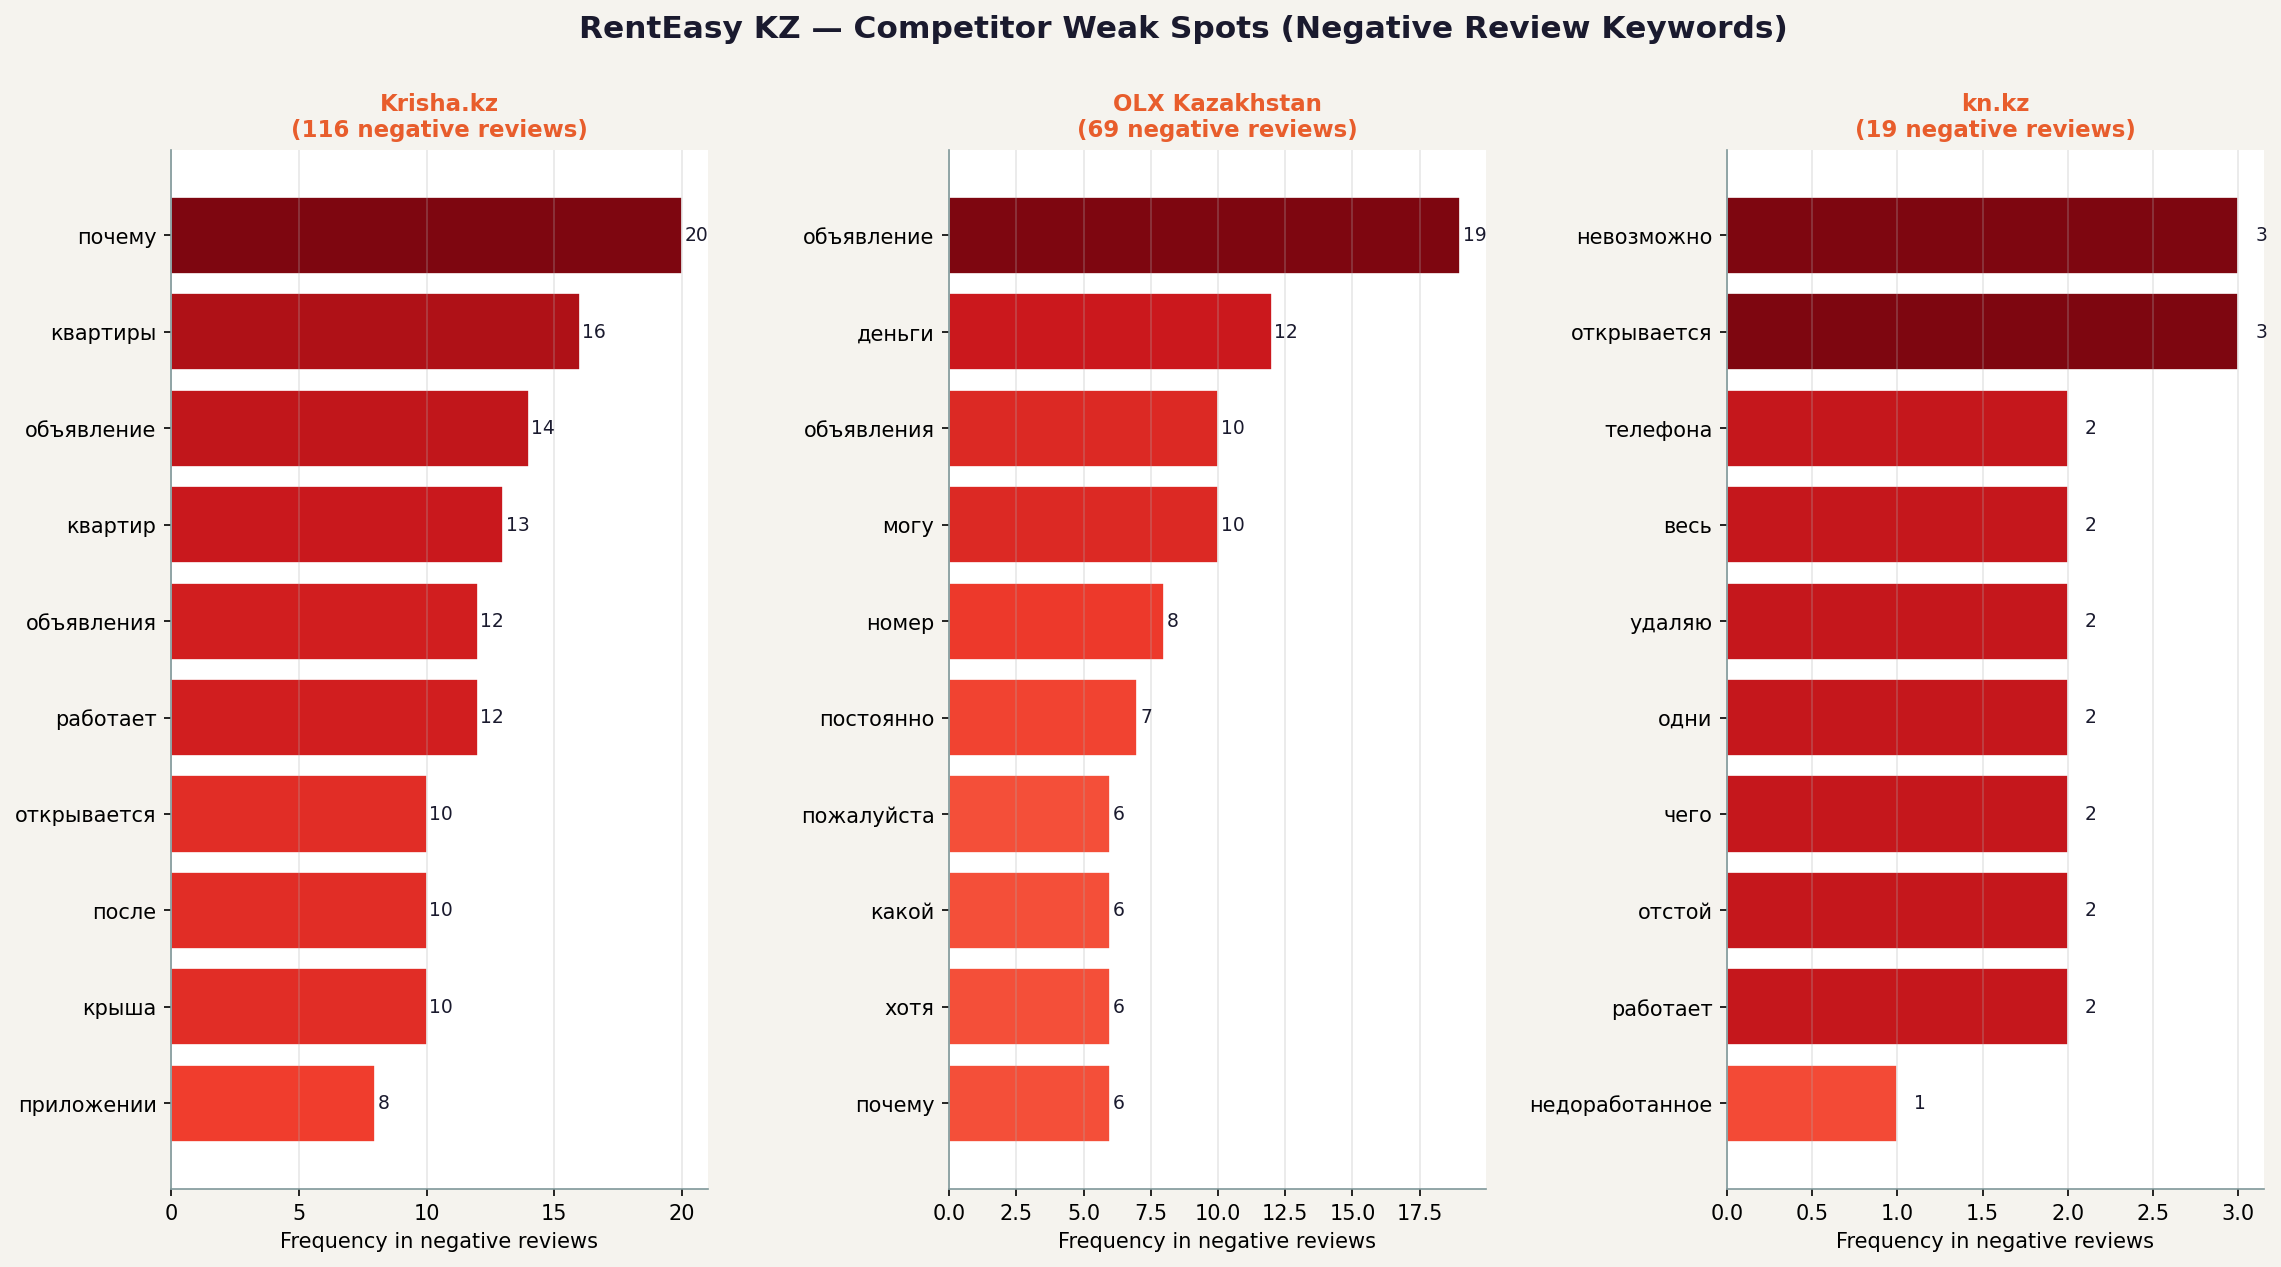 RentEasy KZ — Competitor Weak Spots (Negative Review Keywords)
Krisha.kz
(116 negative reviews)
почему
20
квартиры
16
объявление
14
квартир
13
объявления
12
работает
12
открывается
10
после
10
крыша
10
приложении
8
0 5 10 15 20
Frequency in negative reviews
OLX Kazakhstan
(69 negative reviews)
объявление
19
деньги
12
объявления
10
могу
10
номер
8
постоянно
7
пожалуйста
6
какой
6
хотя
6
почему
6
0.0 2.5 5.0 7.5 10.0 12.5 15.0 17.5
Frequency in negative reviews
kn.kz
(19 negative reviews)
невозможно
3
открывается
3
телефона
2
весь
2
удаляю
2
одни
2
чего
2
отстой
2
работает
2
недоработанное
1
0.0 0.5 1.0 1.5 2.0 2.5 3.0
Frequency in negative reviews